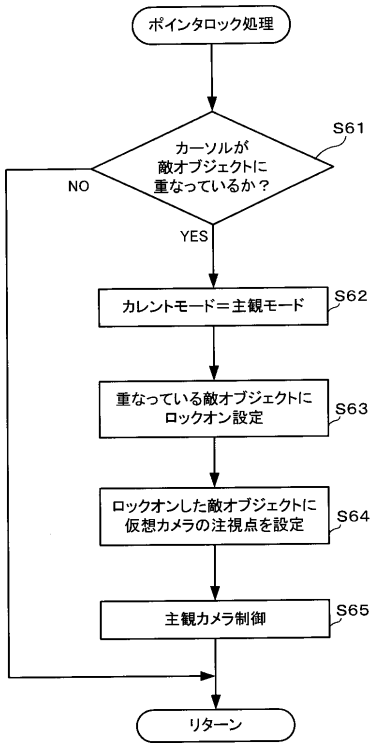 ポインタロック処理
S61
カーソルが
敵オブジェクトに
重なっているか？
NO
YES
S62
カレントモード＝主観モード
S63
重なっている敵オブジェクトに
ロックオン設定
S64
ロックオンした敵オブジェクトに
仮想カメラの注視点を設定
S65
主観カメラ制御
リターン